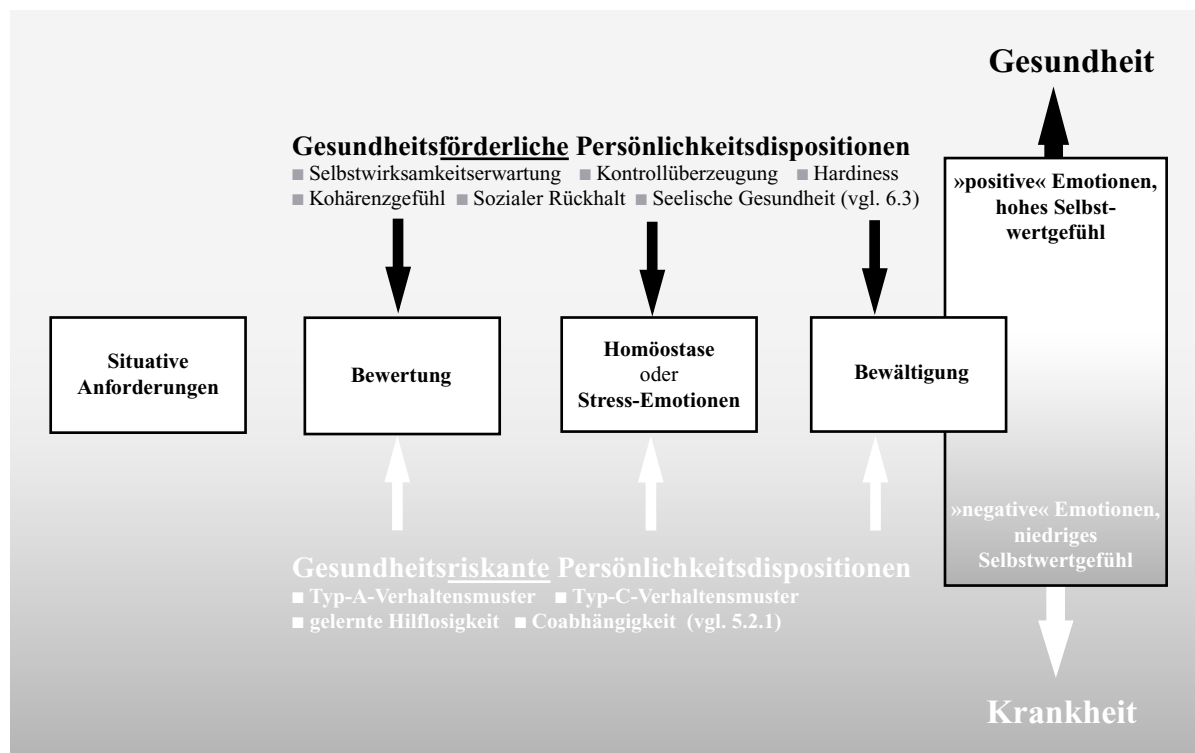 Gesundheit
Gesundheitsförderliche Persönlichkeitsdispositionen
■ Selbstwirksamkeitserwartung ■ Kontrollüberzeugung ■ Hardiness
■ Kohärenzgefühl ■ Sozialer Rückhalt ■ Seelische Gesundheit (vgl. 6.3)
»positive« Emotionen,
hohes Selbst-
wertgefühl
Situative
Anforderungen
Bewertung
Homöostase
oder
Stress-Emotionen
Bewältigung
»negative« Emotionen,
niedriges
Selbstwertgefühl
Gesundheitsriskante Persönlichkeitsdispositionen
■ Typ-A-Verhaltensmuster ■ Typ-C-Verhaltensmuster
■ gelernte Hilflosigkeit ■ Coabhängigkeit (vgl. 5.2.1)
Krankheit